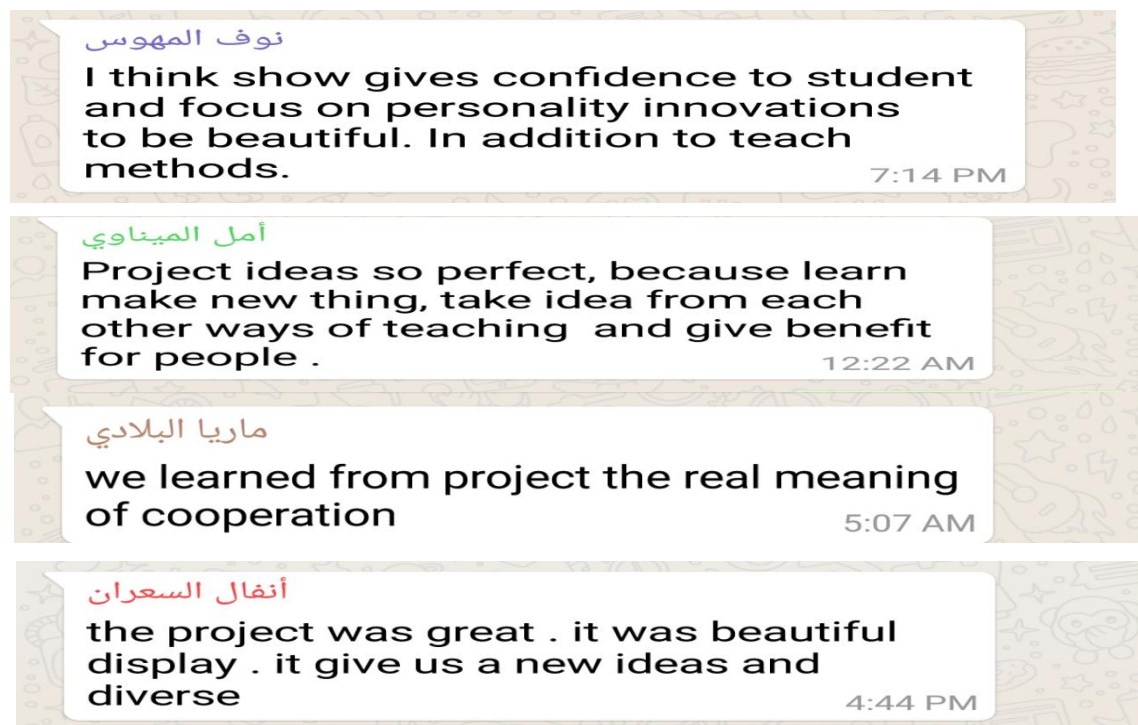 نوف المهوس
I think show gives confidence to student
and focus on personality innovations
to be beautiful. In addition to teach
methods.
7:14 PM
أمل الميناوي
Project ideas so perfect, because learn
make new thing, take idea from each
other ways of teaching  and give benefit
for people .
12:22 AM
ماريا البلادي
we learned from project the real meaning
of cooperation
5:07 AM
أنفال السعران
the project was great . it was beautiful
display . it give us a new ideas and
diverse
4:44 PM